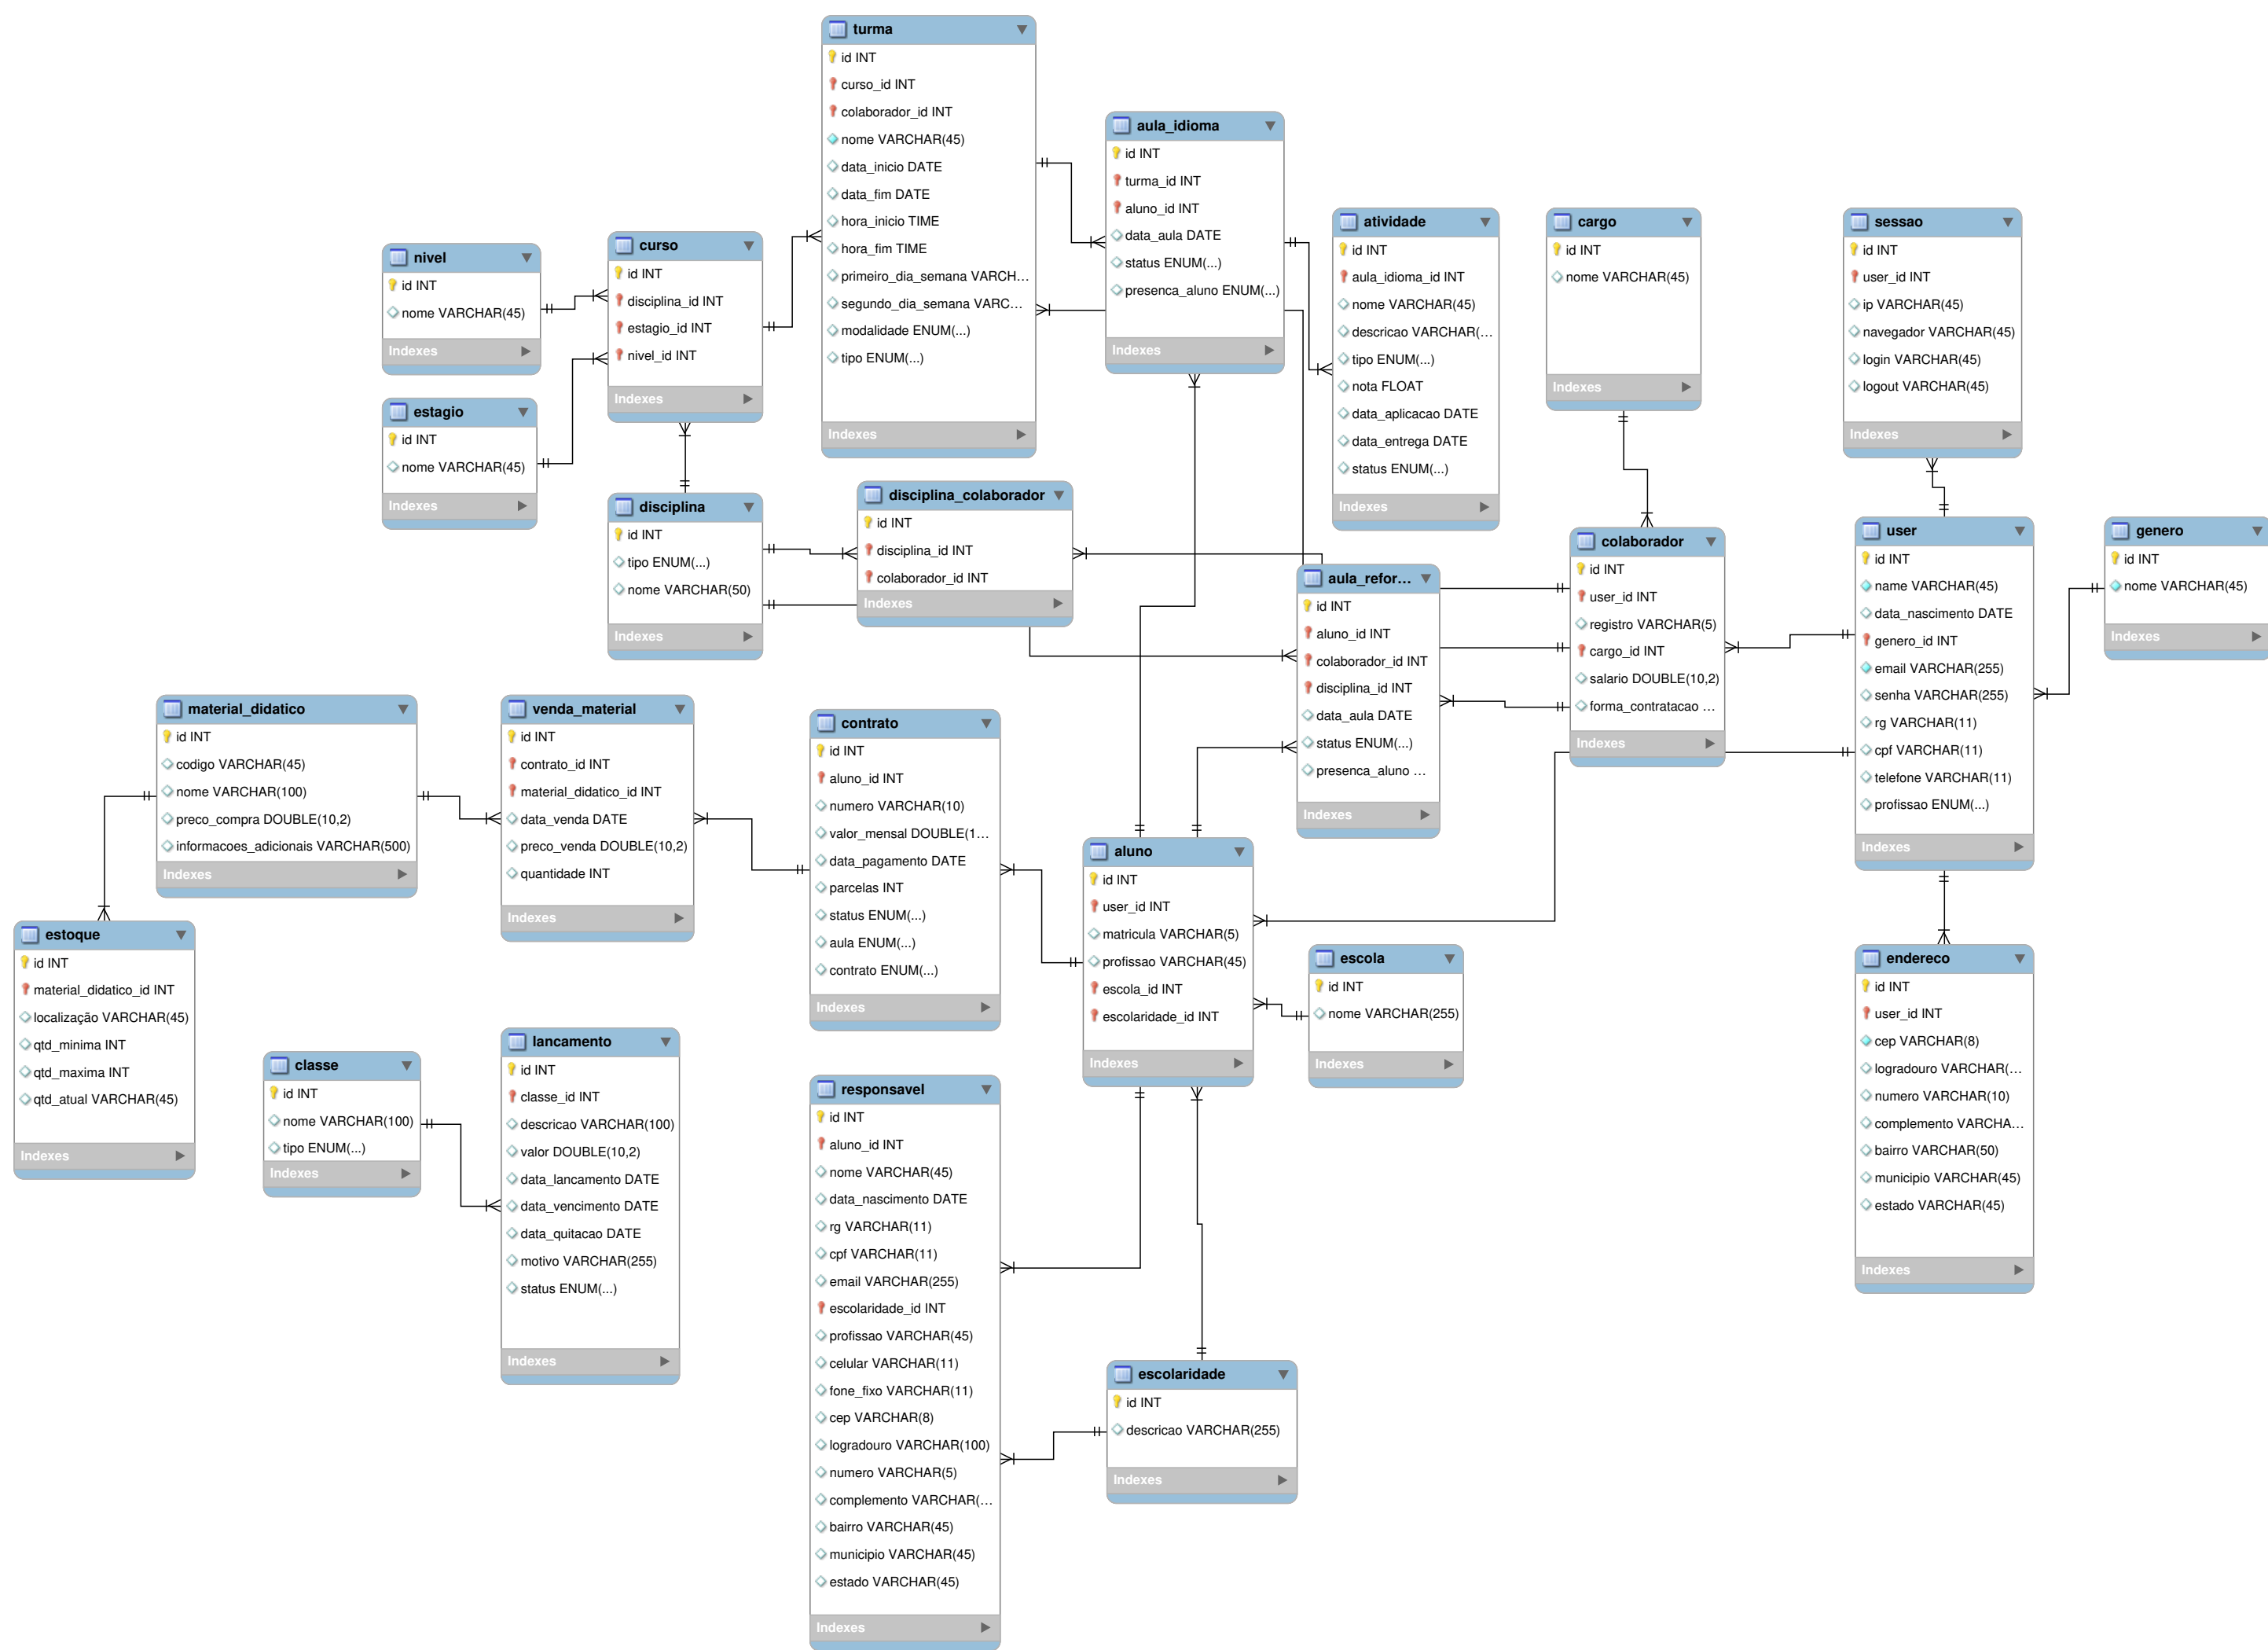 turma
id INT
curso_id INT
colaborador_id INT
nome VARCHAR(45)
data_inicio DATE
data_fim DATE
hora_inicio TIME
hora_fim TIME
primeiro_dia_semana VARCH...
segundo_dia_semana VARC...
modalidade ENUM(...)
tipo ENUM(...)
Indexes
aula_idioma
id INT
turma_id INT
aluno_id INT
data_aula DATE
status ENUM(...)
presenca_aluno ENUM(...)
Indexes
atividade
id INT
aula_idioma_id INT
nome VARCHAR(45)
descricao VARCHAR(...
tipo ENUM(...)
nota FLOAT
data_aplicacao DATE
data_entrega DATE
status ENUM(...)
Indexes
cargo
id INT
nome VARCHAR(45)
Indexes
sessao
id INT
user_id INT
ip VARCHAR(45)
navegador VARCHAR(45)
login VARCHAR(45)
logout VARCHAR(45)
Indexes
nivel
id INT
nome VARCHAR(45)
Indexes
curso
id INT
disciplina_id INT
estagio_id INT
nivel_id INT
Indexes
estagio
id INT
nome VARCHAR(45)
Indexes
disciplina
id INT
tipo ENUM(...)
nome VARCHAR(50)
Indexes
disciplina_colaborador
id INT
disciplina_id INT
colaborador_id INT
Indexes
aula_refor...
id INT
aluno_id INT
colaborador_id INT
disciplina_id INT
data_aula DATE
status ENUM(...)
presenca_aluno ...
Indexes
colaborador
id INT
user_id INT
registro VARCHAR(5)
cargo_id INT
salario DOUBLE(10,2)
forma_contratacao ...
Indexes
user
id INT
name VARCHAR(45)
data_nascimento DATE
genero_id INT
email VARCHAR(255)
senha VARCHAR(255)
rg VARCHAR(11)
cpf VARCHAR(11)
telefone VARCHAR(11)
profissao ENUM(...)
Indexes
genero
id INT
nome VARCHAR(45)
Indexes
material_didatico
id INT
codigo VARCHAR(45)
nome VARCHAR(100)
preco_compra DOUBLE(10,2)
informacoes_adicionais VARCHAR(500)
Indexes
venda_material
id INT
contrato_id INT
material_didatico_id INT
data_venda DATE
preco_venda DOUBLE(10,2)
quantidade INT
Indexes
contrato
id INT
aluno_id INT
numero VARCHAR(10)
valor_mensal DOUBLE(1...
data_pagamento DATE
parcelas INT
status ENUM(...)
aula ENUM(...)
contrato ENUM(...)
Indexes
aluno
id INT
user_id INT
matricula VARCHAR(5)
profissao VARCHAR(45)
escola_id INT
escolaridade_id INT
Indexes
escola
id INT
nome VARCHAR(255)
Indexes
endereco
id INT
user_id INT
cep VARCHAR(8)
logradouro VARCHAR(...
numero VARCHAR(10)
complemento VARCHA...
bairro VARCHAR(50)
municipio VARCHAR(45)
estado VARCHAR(45)
Indexes
estoque
id INT
material_didatico_id INT
localização VARCHAR(45)
qtd_minima INT
qtd_maxima INT
qtd_atual VARCHAR(45)
Indexes
classe
id INT
nome VARCHAR(100)
tipo ENUM(...)
Indexes
lancamento
id INT
classe_id INT
descricao VARCHAR(100)
valor DOUBLE(10,2)
data_lancamento DATE
data_vencimento DATE
data_quitacao DATE
motivo VARCHAR(255)
status ENUM(...)
Indexes
responsavel
id INT
aluno_id INT
nome VARCHAR(45)
data_nascimento DATE
rg VARCHAR(11)
cpf VARCHAR(11)
email VARCHAR(255)
escolaridade_id INT
profissao VARCHAR(45)
celular VARCHAR(11)
fone_fixo VARCHAR(11)
cep VARCHAR(8)
logradouro VARCHAR(100)
numero VARCHAR(5)
complemento VARCHAR(...
bairro VARCHAR(45)
municipio VARCHAR(45)
estado VARCHAR(45)
Indexes
escolaridade
id INT
descricao VARCHAR(255)
Indexes